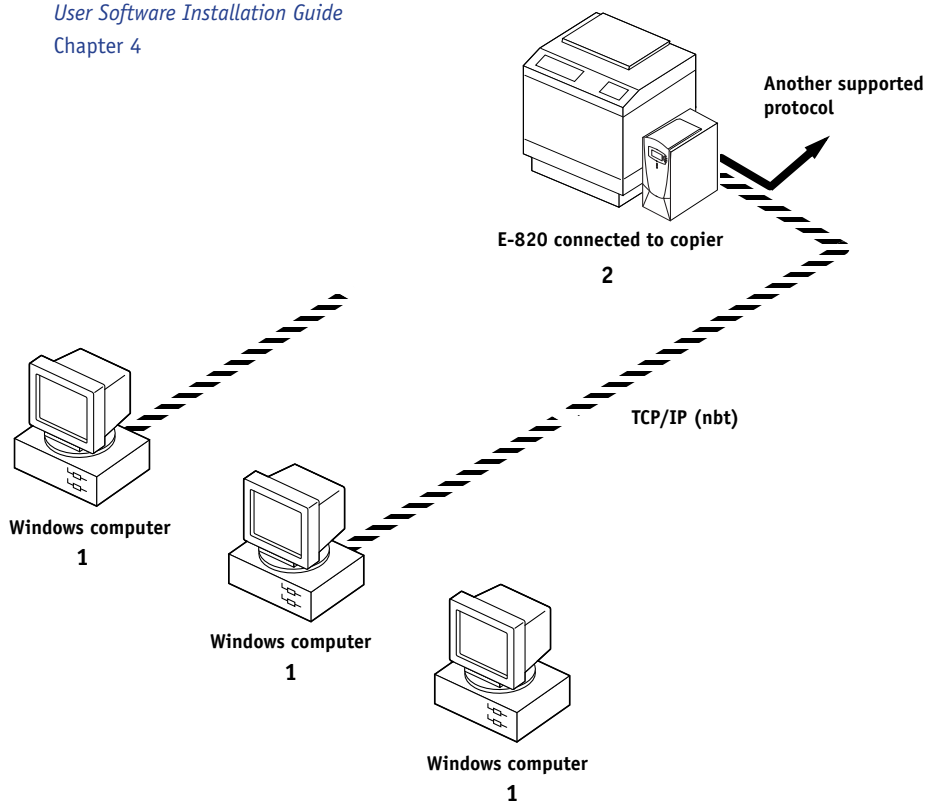 User Software Installation Guide
Chapter 4
Another supported
protocol
E-820 connected to copier
2
TCP/IP (nbt)
Windows computer
1
Windows computer
1
Windows computer
1